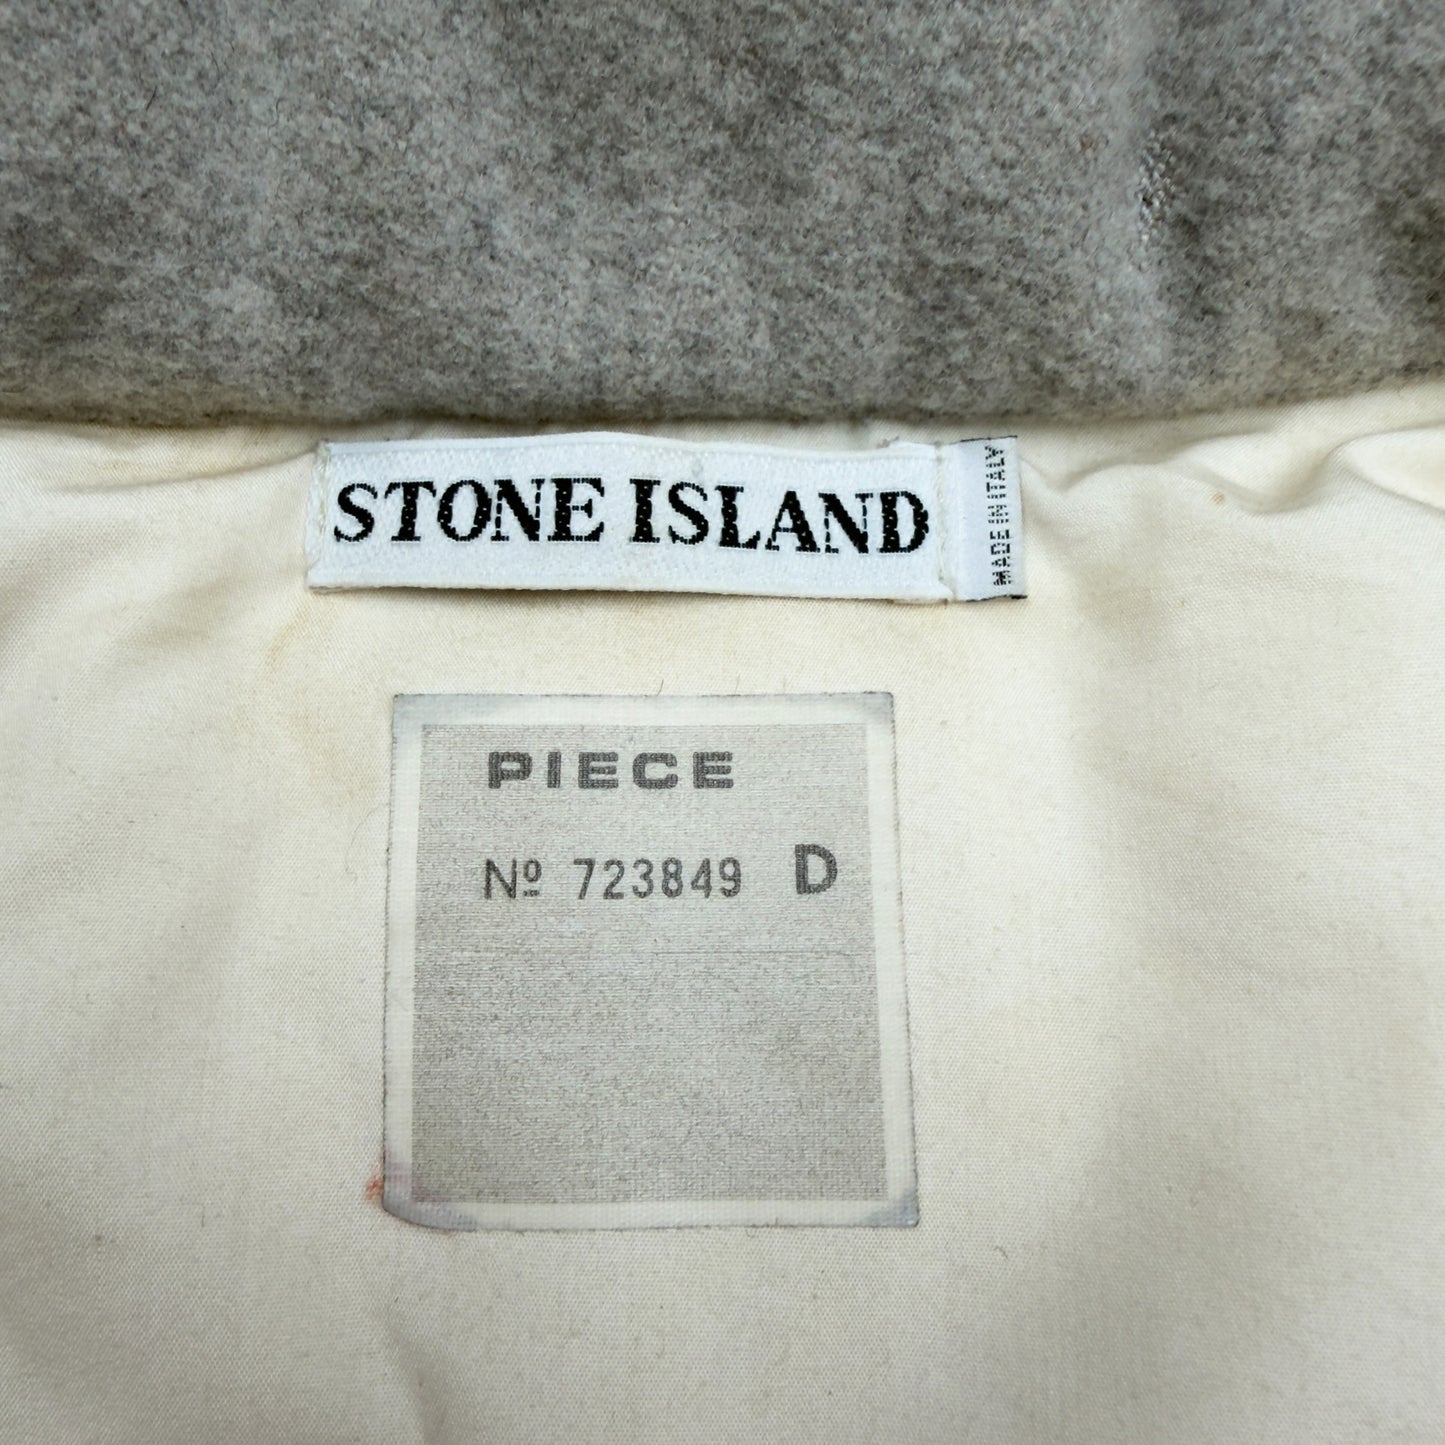 STONE ISLAND
MADE IN ITALY
PIECE
Nº 723849 D